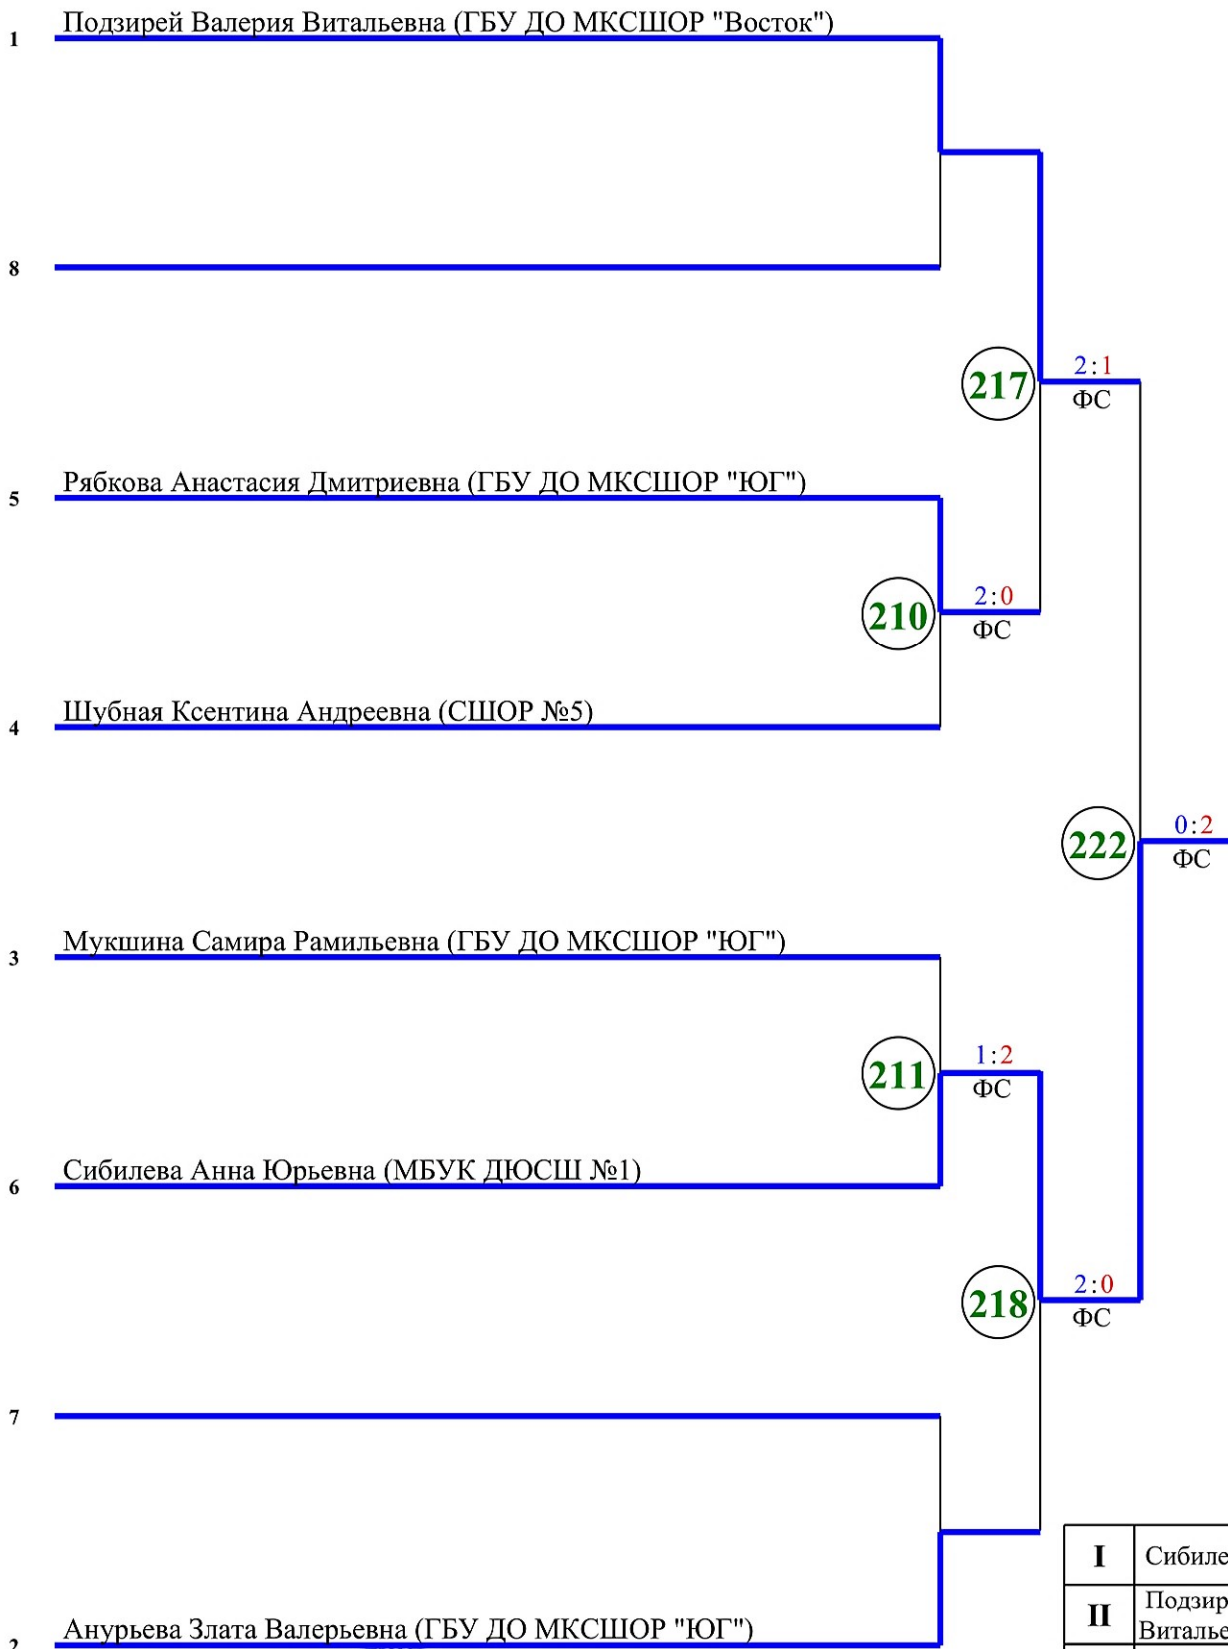 1 Подзирей Валерия Витальевна (ГБУ ДО МКСШОР "Восток")
8
217 2:1
ФС
5 Рябкова Анастасия Дмитриевна (ГБУ ДО МКСШОР "ЮГ")
210 2:0
ФС
4 Шубная Ксентина Андреевна (СШОР №5)
222 0:2
ФС
3 Мукшина Самира Рамильевна (ГБУ ДО МКСШОР "ЮГ")
211 1:2
ФС
6 Сибилева Анна Юрьевна (МБУК ДЮСШ №1)
218 2:0
ФС
7
I Сибиле
II Подзир
Виталье
2 Анурьева Злата Валерьевна (ГБУ ДО МКСШОР "ЮГ")